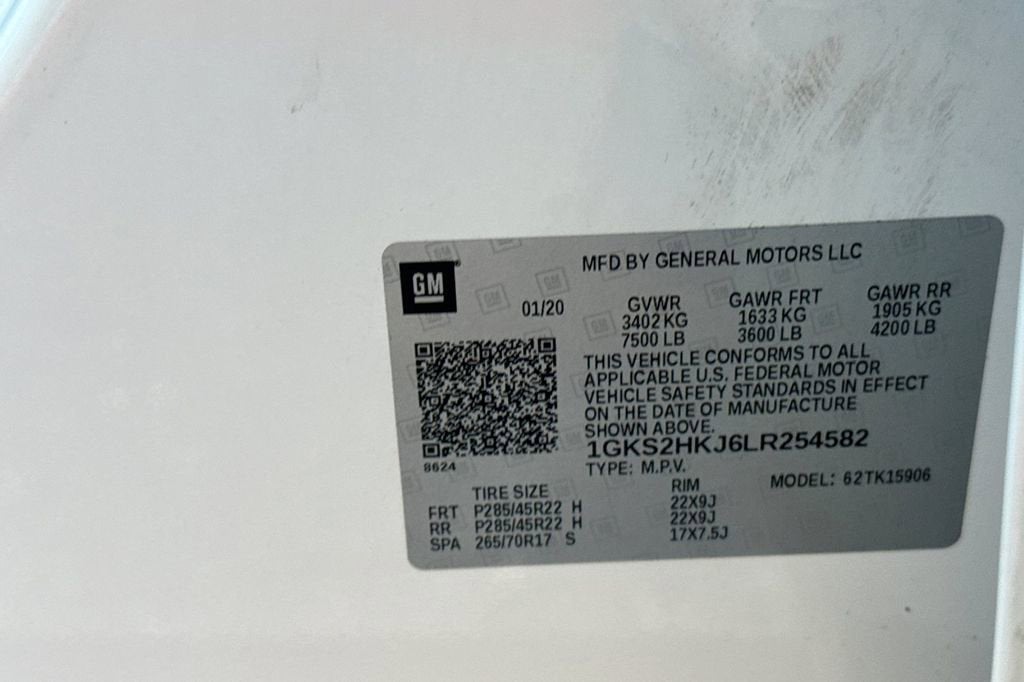 GM
MFD BY GENERAL MOTORS LLC
01/20
GVWR GAWR FRT GAWR RR
3402 KG 1633 KG 1905 KG
7500 LB 3600 LB 4200 LB
THIS VEHICLE CONFORMS TO ALL
APPLICABLE U.S. FEDERAL MOTOR
VEHICLE SAFETY STANDARDS IN EFFECT
ON THE DATE OF MANUFACTURE
SHOWN ABOVE.
1GKS2HKJ6LR254582
8624
TYPE: M.P.V. MODEL: 62TK15906
TIRE SIZE RIM
FRT P285/45R22 H 22X9J
RR P285/45R22 H 22X9J
SPA 265/70R17 S 17X7.5J